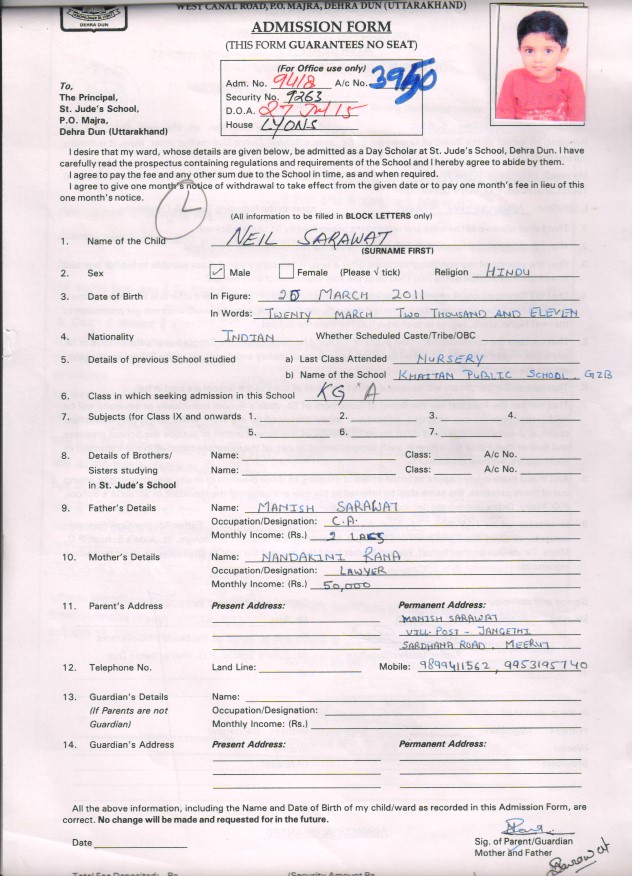 DEHRA DUN
WEST CANAL ROAD, P.O. MAJRA, DEHRA DUN (UTTARAKHAND)
ADMISSION FORM
(THIS FORM GUARANTEES NO SEAT)
(For Office use only)
Adm. No. 9418 A/c No. 3950
Security No. 9263
D.O.A. 27 JM 15
House LYONS
To,
The Principal,
St. Jude's School,
P.O. Majra,
Dehra Dun (Uttarakhand)
I desire that my ward, whose details are given below, be admitted as a Day Scholar at St. Jude's School, Dehra Dun. I have
carefully read the prospectus containing regulations and requirements of the School and I hereby agree to abide by them.
I agree to pay the fee and any other sum due to the School in time, as and when required.
I agree to give one month's notice of withdrawal to take effect from the given date or to pay one month's fee in lieu of this
one month's notice.
L
(All information to be filled in BLOCK LETTERS only)
1. Name of the Child NEIL SARAWAT
(SURNAME FIRST)
2. Sex ✓ Male Female (Please √ tick) Religion HINDU
3. Date of Birth In Figure: 20 MARCH 2011
In Words: TWENTY MARCH TWO THOUSAND AND ELEVEN
4. Nationality INDIAN Whether Scheduled Caste/Tribe/OBC
5. Details of previous School studied a) Last Class Attended NURSERY
b) Name of the School KHAITAN PUBLIC SCHOOL, GZB
6. Class in which seeking admission in this School KG 'A
7. Subjects (for Class IX and onwards 1. 2. 3. 4.
5. 6. 7.
8. Details of Brothers/ Name: Class: A/c No.
Sisters studying Name: Class: A/c No.
in St. Jude's School
9. Father's Details Name: MANISH SARAWAT
Occupation/Designation: C.A.
Monthly Income (Rs.) 2 LACS
10. Mother's Details Name: NANDAKINI RANA
Occupation/Designation: LAWYER
Monthly Income: (Rs.) 50,000
11. Parent's Address Present Address: Permanent Address:
MANISH SARAWAT
VILL-POST - JANGETHI
SARDHANA ROAD, MEERUT
12. Telephone No. Land Line: Mobile: 9899411562, 9953195740
13. Guardian's Details Name:
(If Parents are not Occupation/Designation:
Guardian) Monthly Income: (Rs.)
14. Guardian's Address Present Address: Permanent Address:
All the above information, including the Name and Date of Birth of my child/ward as recorded in this Admission Form, are
correct. No change will be made and requested for in the future.
Date
Sig. of Parent/Guardian
Mother and Father
Sarawat